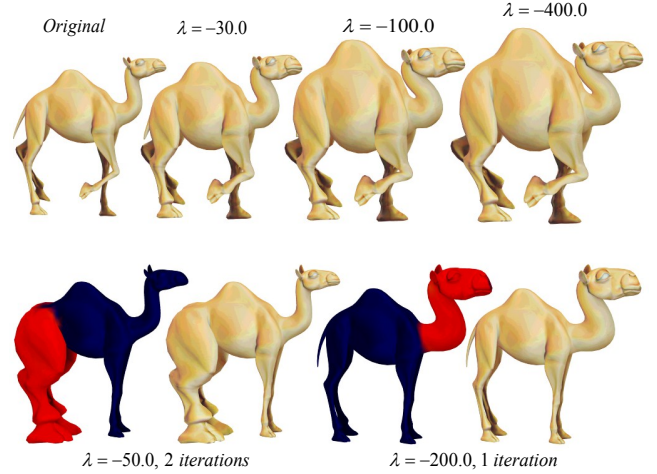 Original
λ = −30.0
λ = −100.0
λ = −400.0
λ = −50.0, 2 iterations
λ = −200.0, 1 iteration